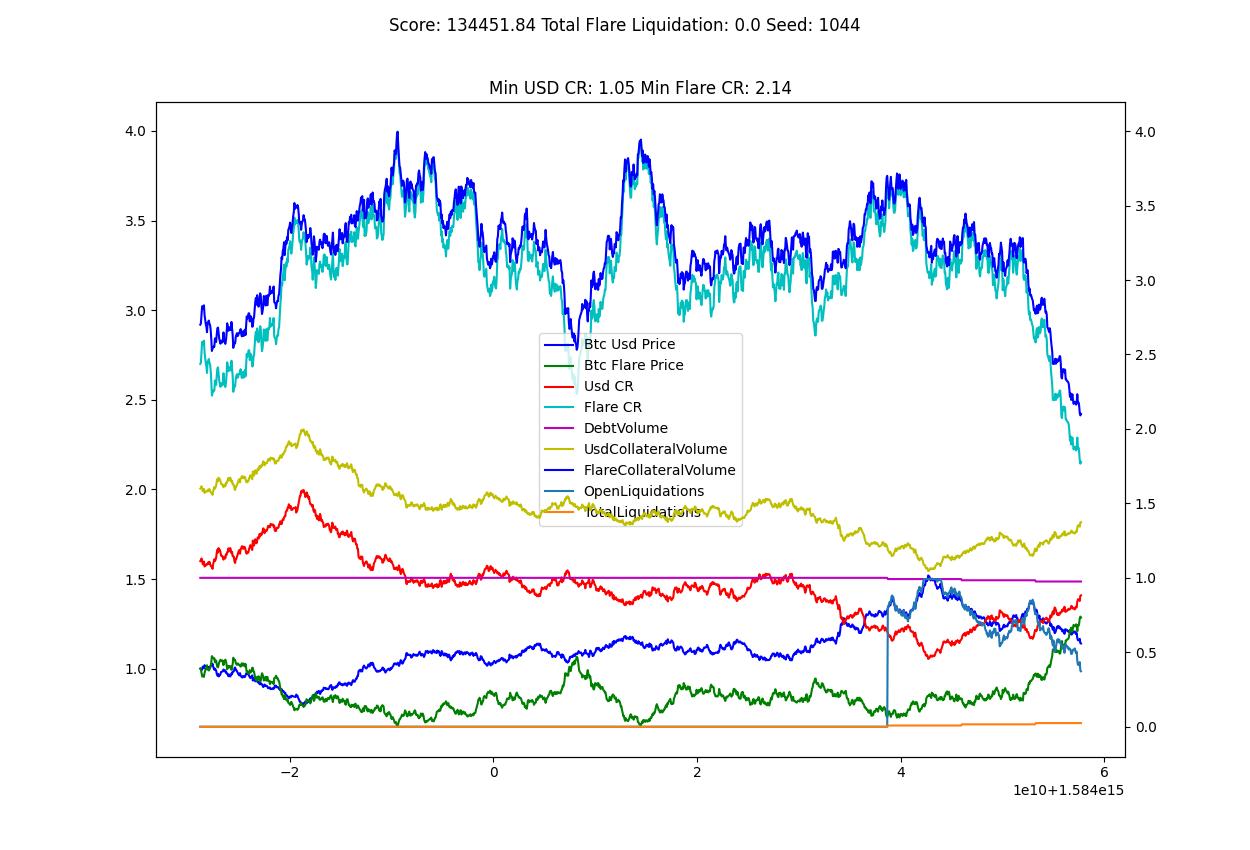 Score: 134451.84 Total Flare Liquidation: 0.0 Seed: 1044
Min USD CR: 1.05 Min Flare CR: 2.14
4.0
3.5
3.0
2.5
2.0
1.5
1.0
4.0
3.5
3.0
2.5
2.0
1.5
1.0
0.5
0.0
Btc Usd Price
Btc Flare Price
Usd CR
Flare CR
DebtVolume
UsdCollateralVolume
FlareCollateralVolume
OpenLiquidations
TotalLiquidations
−2 0 2 4 6
1e10+1.584e15